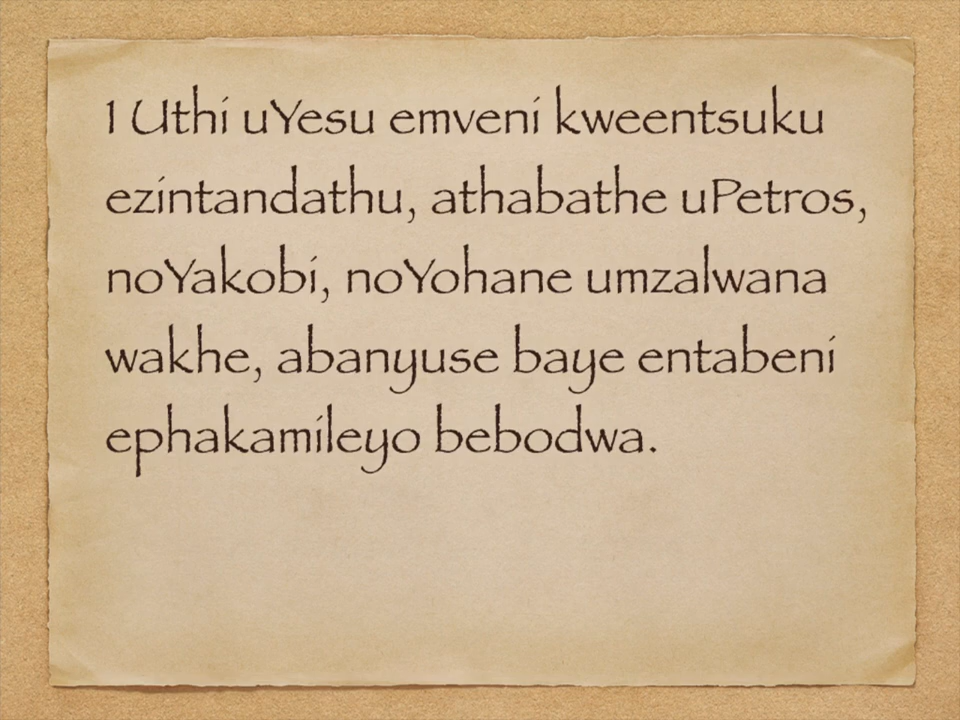 1 Uthi uYesu emveni kweentsuku
ezintandathu, athabathe uPetros,
noYakobi, noYohane umzalwana
wakhe, abanyuse baye entabeni
ephakamileyo bebodwa.